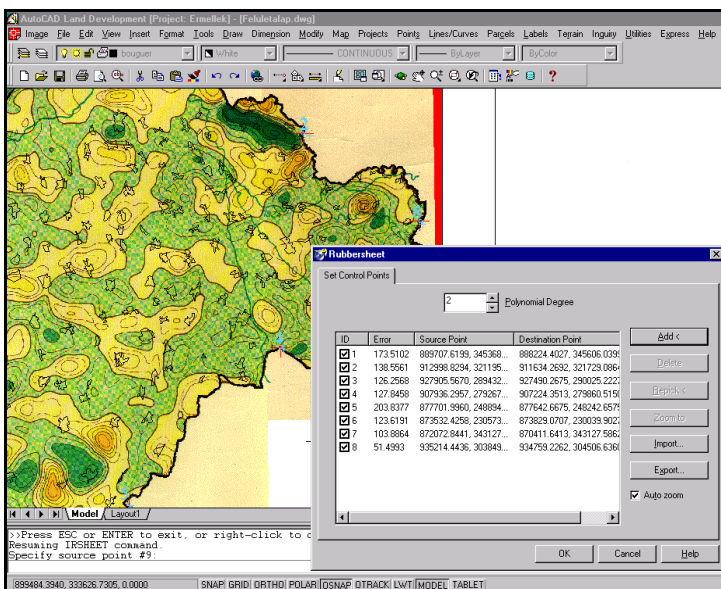 AutoCAD Land Development [Project: Ermellek] - [Feluletalap.dwg]
Image File Edit View Insert Format Tools Draw Dimension Modify Map Projects Points Lines/Curves Parcels Labels Terrain Inquiry Utilities Express Help
bouguer White CONTINUOUS ByLayer ByColor
Rubbersheet
Set Control Points
2 Polynomial Degree
ID Error Source Point Destination Point
1 173.5102 889707.6199, 345368... 888224.4027, 345606.039
2 138.5561 912998.8294, 321195... 911634.2692, 321729.086
3 126.2568 927905.5670, 289432... 927490.2675, 290025.222
4 127.8458 907936.2957, 279267... 907224.3513, 279860.515
5 203.8377 877701.9960, 248894... 877642.6675, 248242.657
6 123.6191 873532.4258, 230573... 873829.0707, 230039.902
7 103.8864 872072.8441, 343127... 870411.6413, 343127.586
8 51.4993 935214.4436, 303849... 934759.2262, 304506.636
Add <
Delete
Repick <
Zoom to
Import...
Export...
Auto zoom
OK Cancel Help
Model Layout1
>>Press ESC or ENTER to exit, or right-click to
Resuming IRSHEET command.
Specify source point #9:
899484.3940, 333626.7305, 0.0000 SNAP GRID ORTHO POLAR OSNAP OTRACK LWT MODEL TABLET